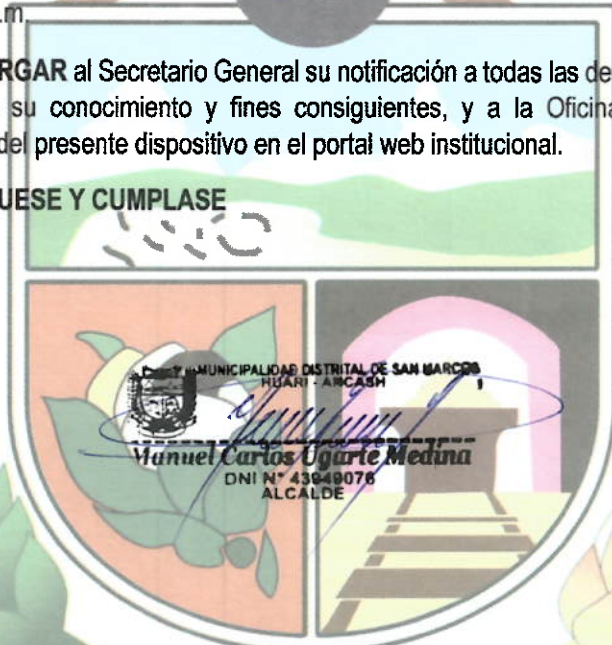 .m.
RGAR al Secretario General su notificación a todas las de
su conocimiento y fines consiguientes, y a la Oficina
del presente dispositivo en el portal web institucional.
UESE Y CUMPLASE
MUNICIPALIDAD DISTRITAL DE SAN MARCOS
HUARI - ANCASH
Manuel Carlos Ugarte Medina
DNI N° 43949076
ALCALDE